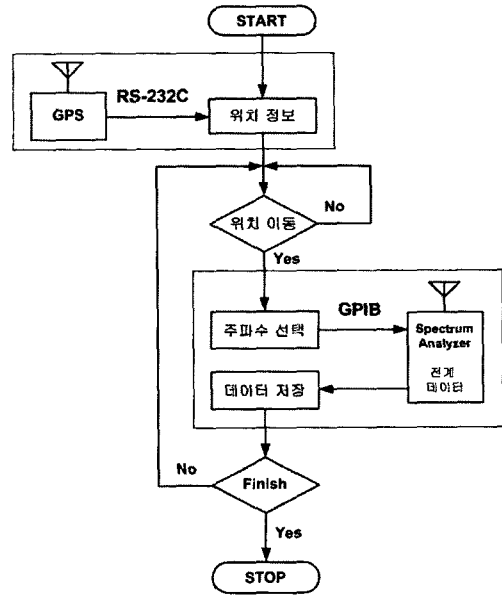 START
RS-232C
GPS
위치 정보
No
위치 이동
Yes
GPIB
주파수 선택
Spectrum
Analyzer
전계
데이터
데이터 저장
No
Finish
Yes
STOP